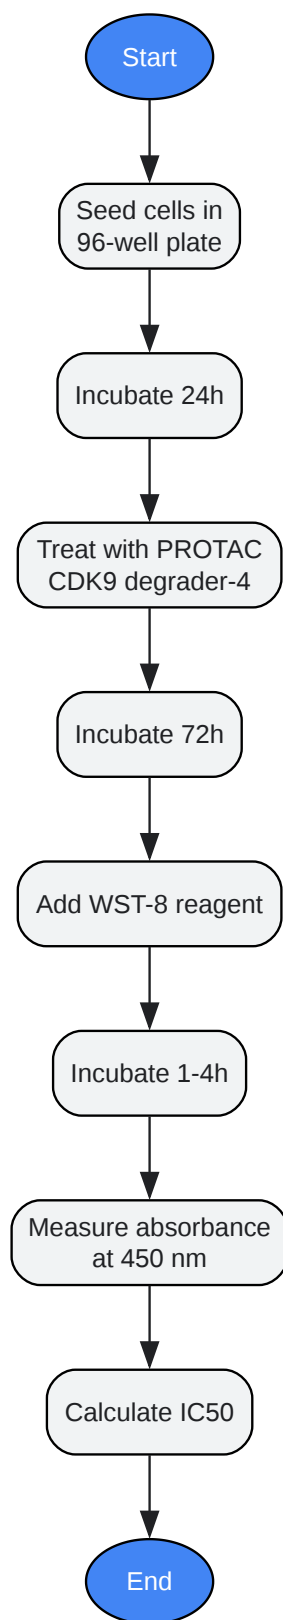 Start
Seed cells in
96-well plate
Incubate 24h
Treat with PROTAC
CDK9 degrader-4
Incubate 72h
Add WST-8 reagent
Incubate 1-4h
Measure absorbance
at 450 nm
Calculate IC50
End